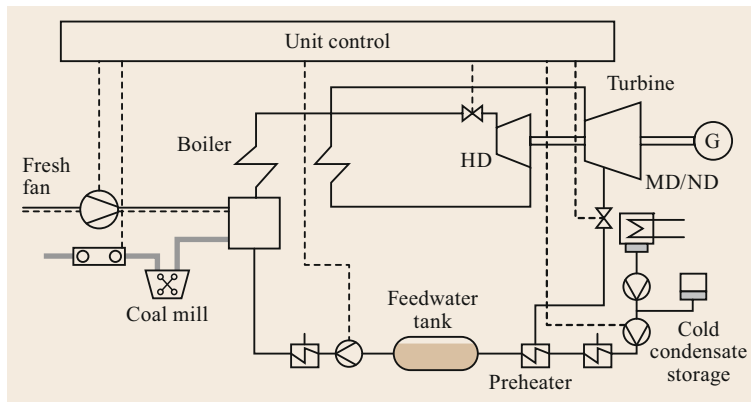 Unit control
Turbine
Boiler
G
HD
Fresh
fan
MD/ND
Coal mill
Feedwater
tank
Preheater
Cold
condensate
storage